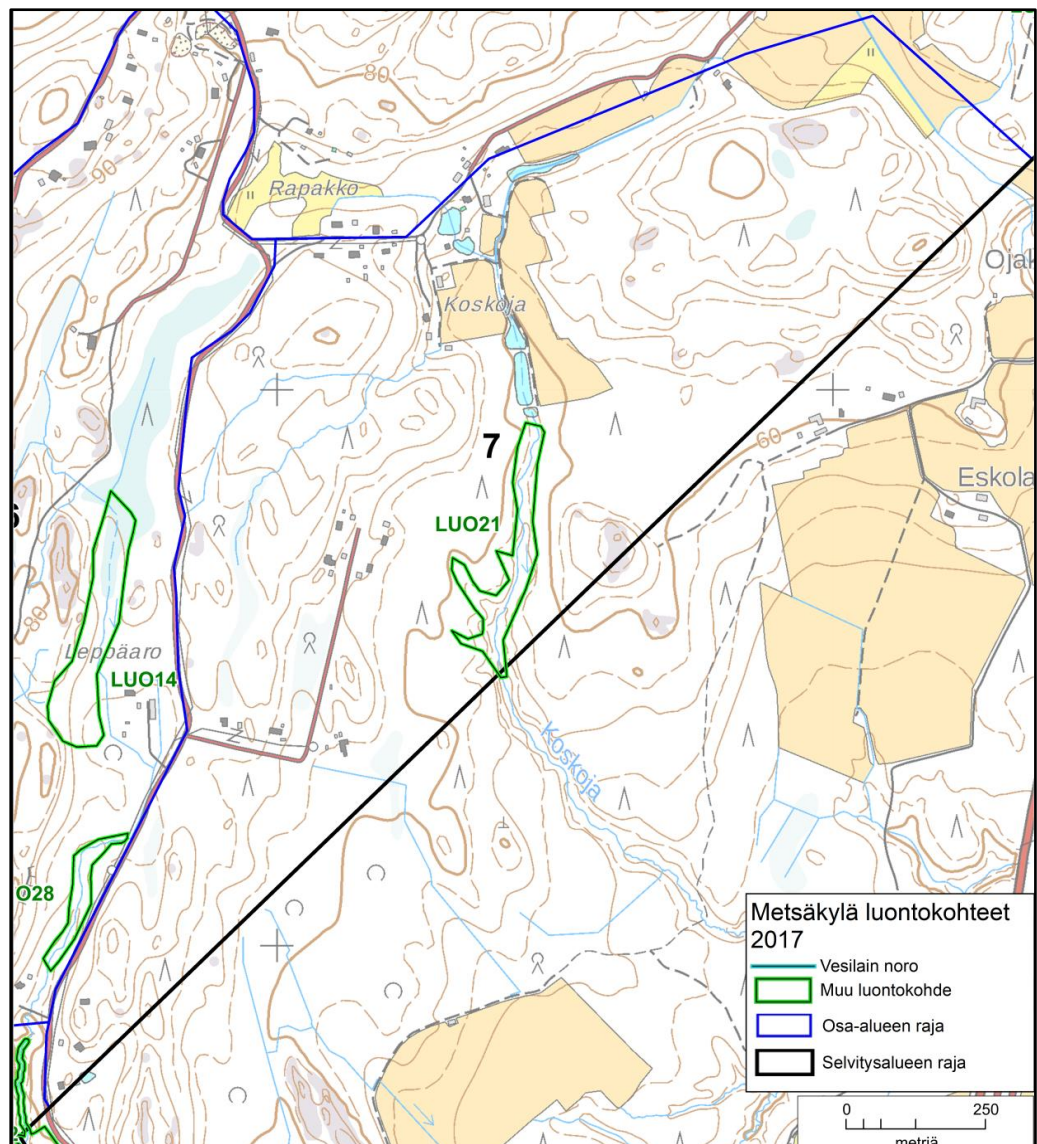 80
90
Rapakko
Koskoja
Ojak
7
60
Eskola
LUO21
80
Leppäaro
LUO14
Koskoja
O28
Metsäkylä luontokohteet
2017
Vesilain noro
Muu luontokohde
Osa-alueen raja
Selvitysalueen raja
0 250
metriä